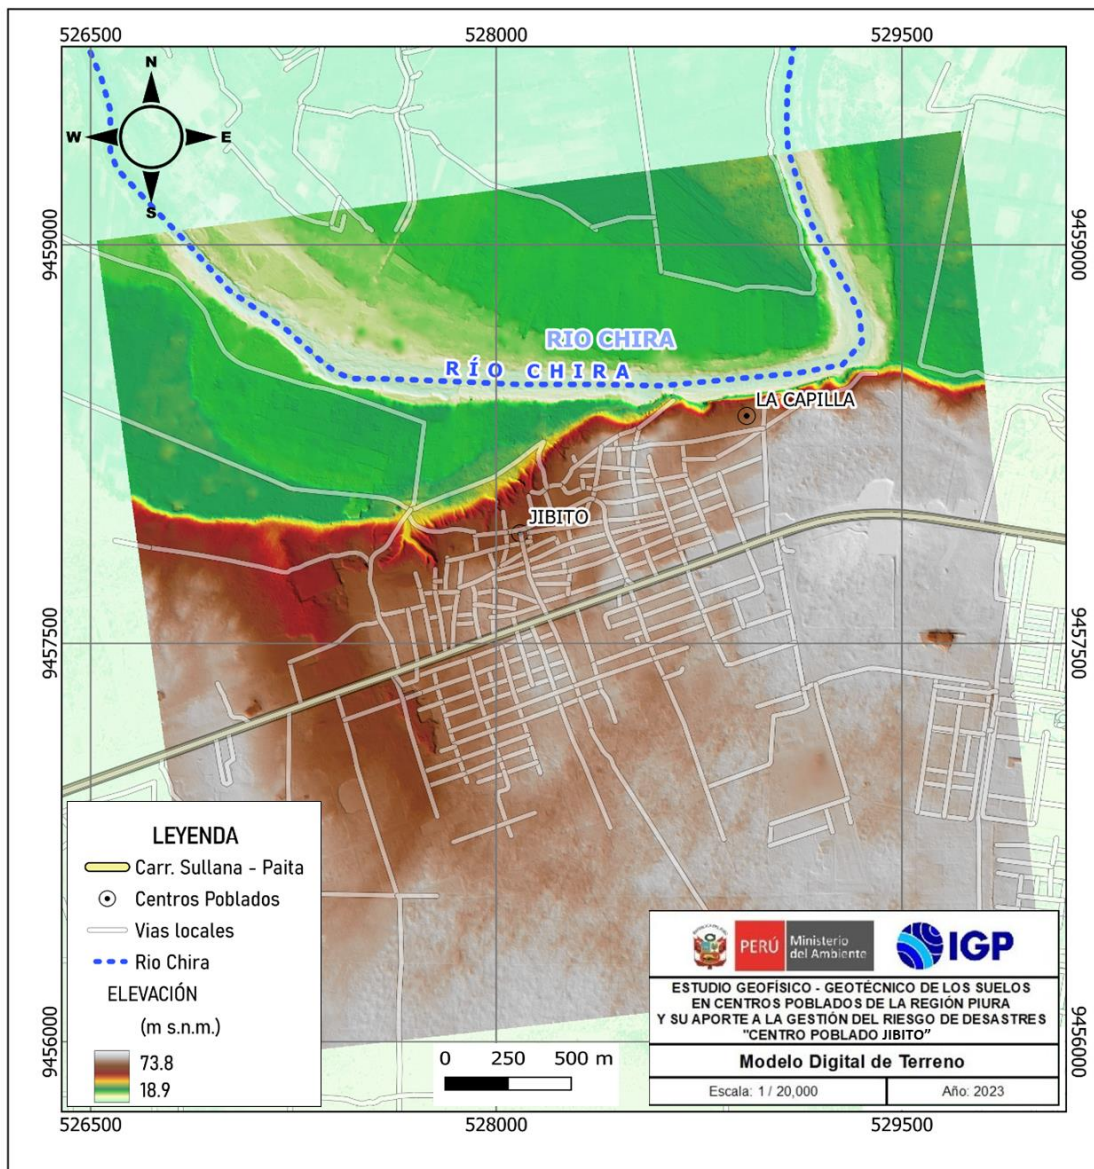 526500
528000
529500
N
W
E
S
9459000
9459000
RIO CHIRA
RÍO CHIRA
LA CAPILLA
JIBITO
9457500
9457500
LEYENDA
Carr. Sullana - Paita
Centros Poblados
Vias locales
Rio Chira
ELEVACIÓN
(m s.n.m.)
73.8
18.9
0 250 500 m
PERÚ
Ministerio
del Ambiente
IGP
ESTUDIO GEOFÍSICO - GEOTÉCNICO DE LOS SUELOS
EN CENTROS POBLADOS DE LA REGIÓN PIURA
Y SU APORTE A LA GESTIÓN DEL RIESGO DE DESASTRES
"CENTRO POBLADO JIBITO”
Modelo Digital de Terreno
Escala: 1 / 20,000
Año: 2023
9456000
9456000
526500
528000
529500